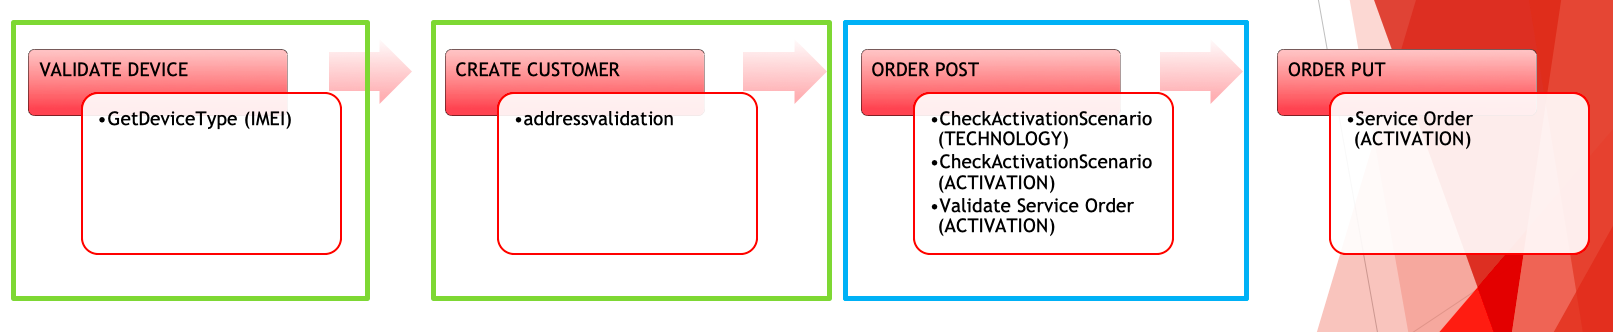 VALIDATE DEVICE
•GetDeviceType (IMEI)
CREATE CUSTOMER
•addressvalidation
ORDER POST
•CheckActivationScenario
(TECHNOLOGY)
•CheckActivationScenario
(ACTIVATION)
•Validate Service Order
(ACTIVATION)
ORDER PUT
•Service Order
(ACTIVATION)